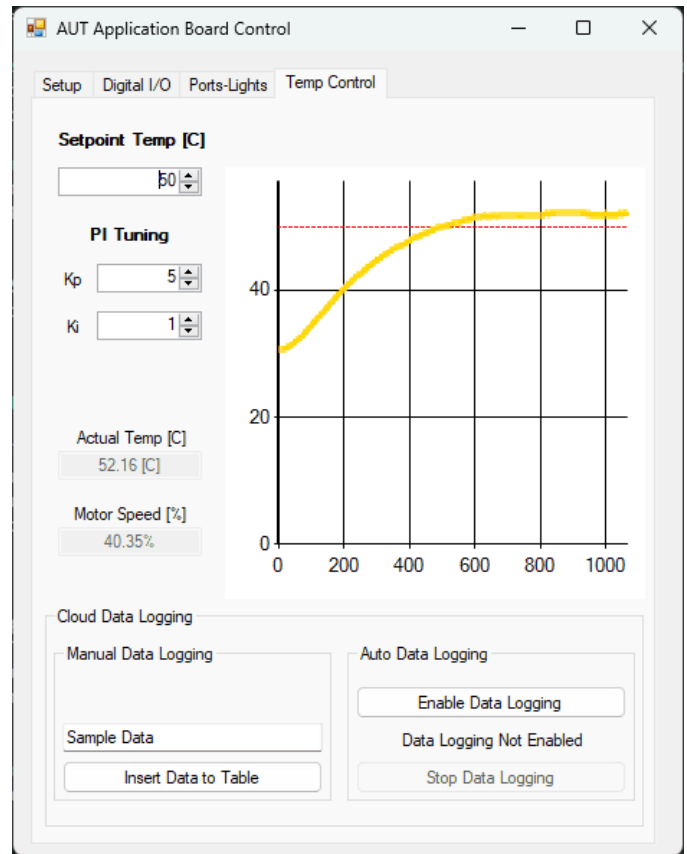 AUT Application Board Control
Setup Digital I/O Ports-Lights Temp Control
Setpoint Temp [C]
50
PI Tuning
Kp 5
Ki 1
Actual Temp [C]
52.16 [C]
Motor Speed [%]
40.35%
40
20
0
0 200 400 600 800 1000
Cloud Data Logging
Manual Data Logging
Sample Data
Insert Data to Table
Auto Data Logging
Enable Data Logging
Data Logging Not Enabled
Stop Data Logging